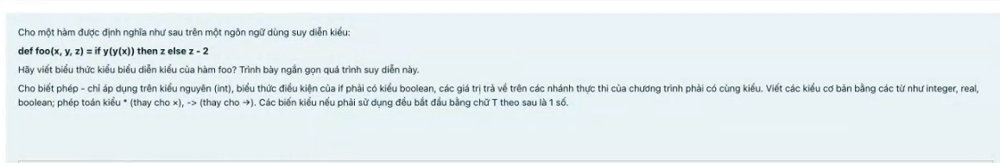 Cho một hàm được định nghĩa như sau trên một ngôn ngữ dùng suy diễn kiểu:
def foo(x, y, z) = if y(y(x)) then z else z - 2
Hãy viết biểu thức kiểu biểu diễn kiểu của hàm foo? Trình bày ngắn gọn quá trình suy diễn này.
Cho biết phép - chỉ áp dụng trên kiểu nguyên (int), biểu thức điều kiện của if phải có kiểu boolean, các giá trị trả về trên các nhánh thực thi của chương trình phải có cùng kiểu. Viết các kiểu cơ bản bằng các từ như integer, real,
boolean; phép toán kiểu * (thay cho ×), -> (thay cho →). Các biến kiểu nếu phải sử dụng đều bắt đầu bằng chữ T theo sau là 1 số.